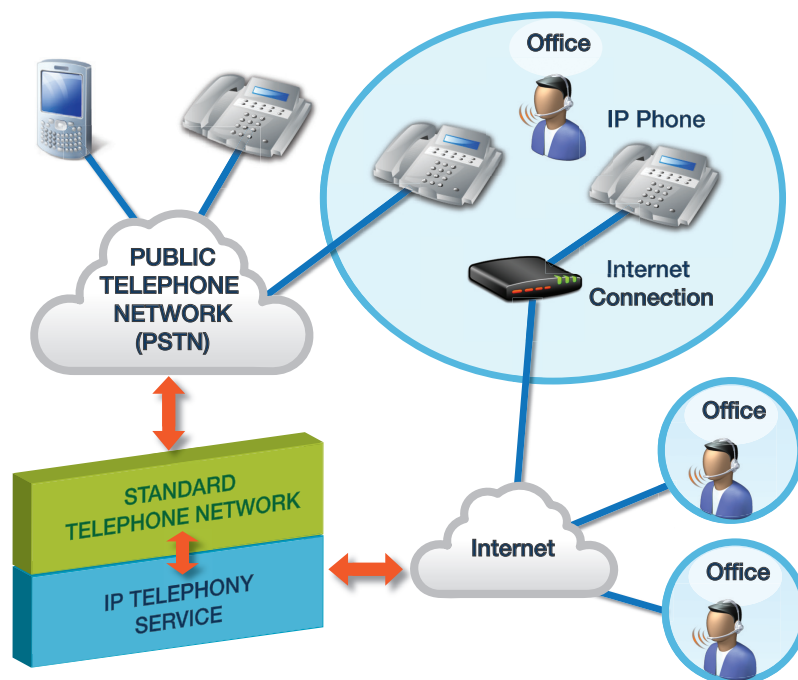 Office
IP Phone
PUBLIC
TELEPHONE
NETWORK
(PSTN)
Internet
Connection
Office
STANDARD
TELEPHONE NETWORK
Internet
IP TELEPHONY
SERVICE
Office